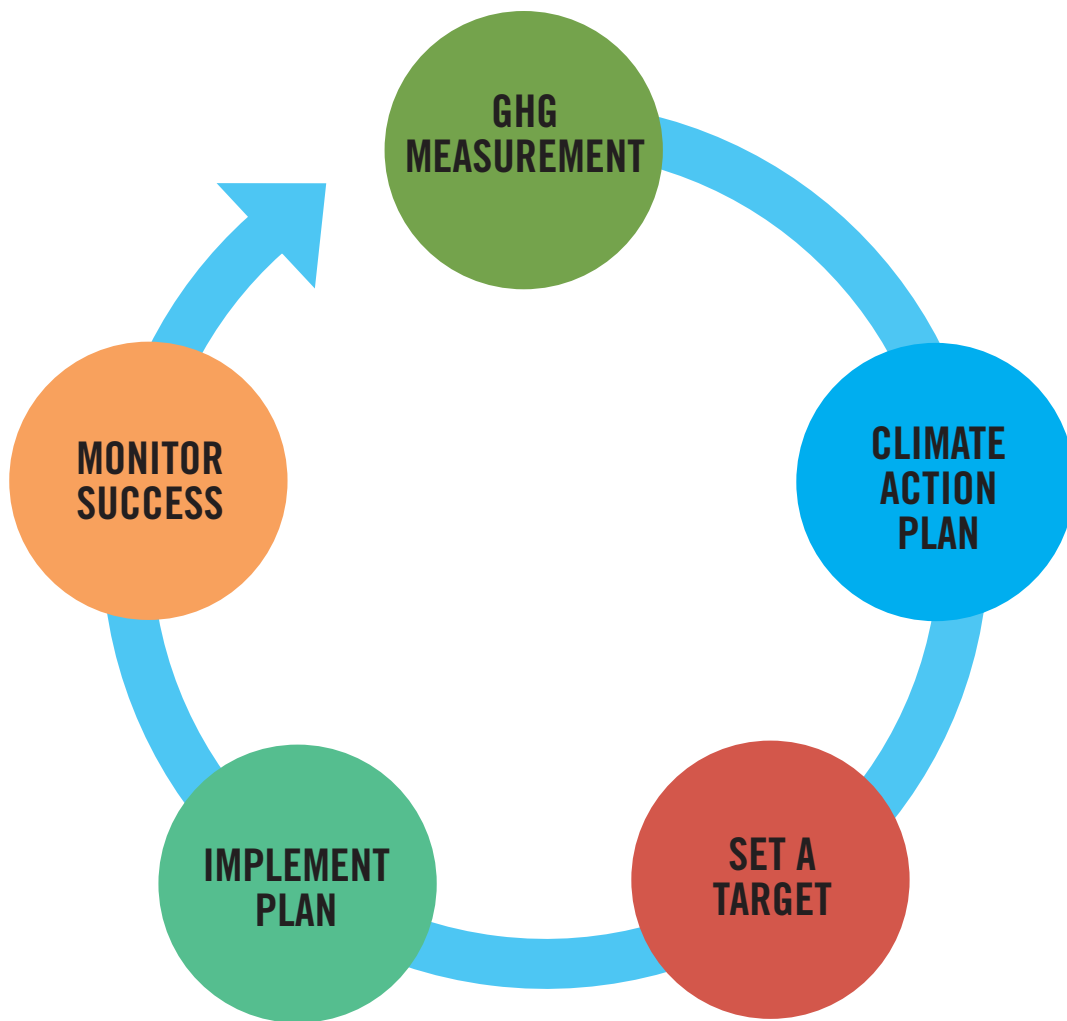 GHG
MEASUREMENT
CLIMATE
ACTION
PLAN
SET A
TARGET
IMPLEMENT
PLAN
MONITOR
SUCCESS